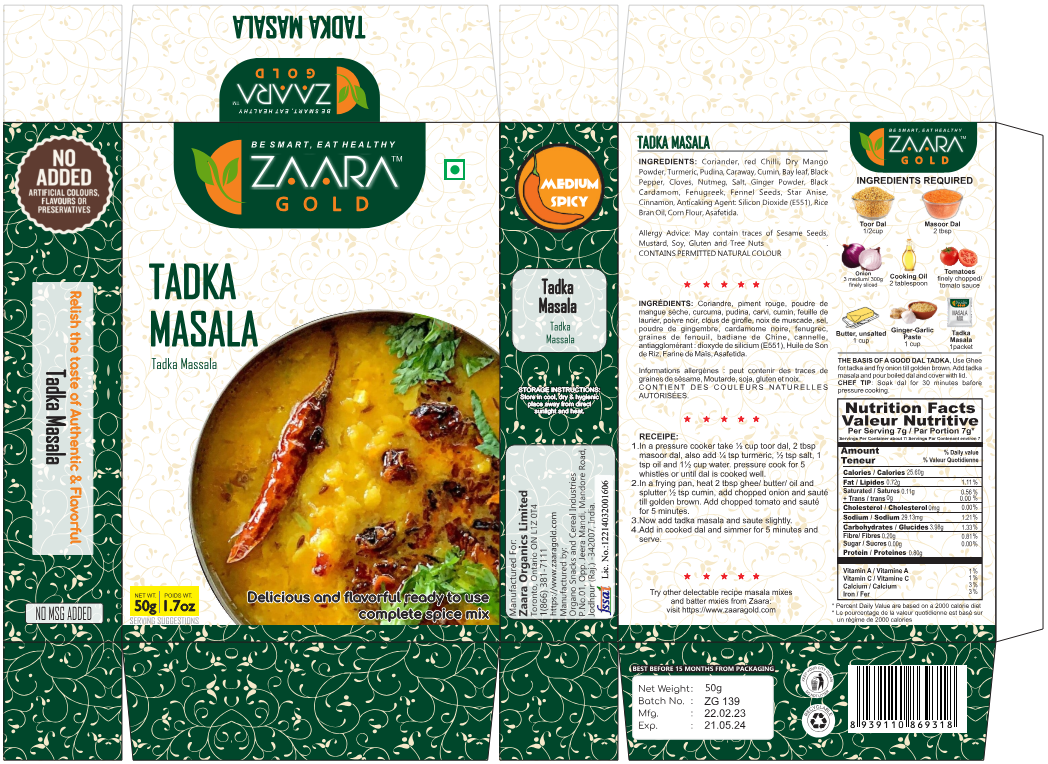 TADKA MASALA
BE SMART, EAT HEALTHY
ZAARA™
GOLD
NO
ADDED
ARTIFICIAL COLOURS,
FLAVOURS OR
PRESERVATIVES
Relish the taste of Authentic & Flavorful
Tadka Masala
NO MSG ADDED
BE SMART, EAT HEALTHY
ZAARA™
GOLD
TADKA
MASALA
Tadka Massala
NET WT. POIDS WT.
50g 1.7oz
SERVING SUGGESTIONS
Delicious and flavorful ready to use
complete spice mix
MEDIUM
SPICY
Tadka
Masala
Tadka
Massala
STORAGE INSTRUCTIONS:
Store in cool, dry & hygienic
place away from direct
sunlight and heat.
Manufactured For:
Zaara Organics Limited
Toronto, Ontario ON L1Z 014
1(866) 381-7111
https://www.zaaragold.com
Manufactured by:
Organo Snacks and Cereal Industries
P.No.01, Opp. Jeera Mandi, Mandore Road,
Jodhpur (Raj.) -342007, India.
fssai Lic. No.:12214032001606
TADKA MASALA
INGREDIENTS: Coriander, red Chilli, Dry Mango
Powder, Turmeric, Pudina, Caraway, Cumin, Bay leaf, Black
Pepper, Cloves, Nutmeg, Salt, Ginger Powder, Black
Cardamom, Fenugreek, Fennel Seeds, Star Anise,
Cinnamon, Anticaking Agent: Silicon Dioxide (E551), Rice
Bran Oil, Corn Flour, Asafetida.
Allergy Advice: May contain traces of Sesame Seeds,
Mustard, Soy, Gluten and Tree Nuts .
CONTAINS PERMITTED NATURAL COLOUR
INGRÉDIENTS: Coriandre, piment rouge, poudre de
mangue sèche, curcuma, pudina, carvi, cumin, feuille de
laurier, poivre noir, clous de girofle, noix de muscade, sel,
poudre de gingembre, cardamome noire, fenugrec,
graines de fenouil, badiane de Chine, cannelle,
antiagglomérant : dioxyde de silicium (E551), Huile de Son
de Riz, Farine de Maïs, Asafetida.
Informations allergénes : peut contenir des traces de
graines de sésame, Moutarde, soja, gluten et noix.
CONTIENT DES COULEURS NATURELLES
AUTORISÉES.
RECEIPE:
1.In a pressure cooker take ½ cup toor dal, 2 tbsp
masoor dal, also add ¼ tsp turmeric, ½ tsp salt, 1
tsp oil and 1½ cup water. pressure cook for 5
whistles or until dal is cooked well.
2.In a frying pan, heat 2 tbsp ghee/ butter/ oil and
splutter ½ tsp cumin, add chopped onion and sauté
till golden brown. Add chopped tomato and sauté
for 5 minutes.
3.Now add tadka masala and saute slightly.
4.Add in cooked dal and simmer for 5 minutes and
serve.
Try other delectable recipe masala mixes
and batter mixies from Zaara:
visit https://www.zaaragold.com
BE SMART, EAT HEALTHY
ZAARA™
GOLD
INGREDIENTS REQUIRED
Toor Dal
1/2cup
Masoor Dal
2 tbsp
Onion
3 medium/ 300g
finely sliced
Cooking Oil
2 tablespoon
Tomatoes
finely chopped/
tomato sauce
Butter, unsalted
1 cup
Ginger-Garlic
Paste
1 cup
MASALA
MIX
Tadka
Masala
1packet
THE BASIS OF A GOOD DAL TADKA, Use Ghee
for tadka and fry onion till golden brown. Add tadka
masala and pour boiled dal and cover with lid.
CHEF TIP: Soak dal for 30 minutes bafore
pressure cooking.
Nutrition Facts
Valeur Nutritive
Per Serving 7g / Par Portion 7g*
Servings Per Container about 7/ Servings Par Contenant environ 7
Amount
Teneur
% Daily value
% Valeur Quotidienne
Calories / Calories 25.60g
Fat / Lipides 0.72g 1.11 %
Saturated / Satures 0.11g 0.56 %
+ Trans / trans 0g 0.00 %
Cholesterol / Cholesterol 0mg 0.00%
Sodium / Sodium 29.13mg 1.21%
Carbohydrates / Glucides 3.98g 1.33 %
Fibre/ Fibres 0.20g 0.81%
Sugar / Sucros 0.00g 0.00%
Protein / Proteines 0.80g
Vitamin A / Vitamine A 1 %
Vitamin C / Vitamine C 1 %
Calcium / Calcium 3 %
Iron / Fer 3 %
* Percent Daily Value are based on a 2000 calorie diet
* Lo pourcontage de la valeur quotidienne est basé sur
un régime de 2000 calories
BEST BEFORE 15 MONTHS FROM PACKAGING
Net Weight: 50g
Batch No. : ZG 139
Mfg. : 22.02.23
Exp. : 21.05.24
RECYCLABLE
8 939110 869318